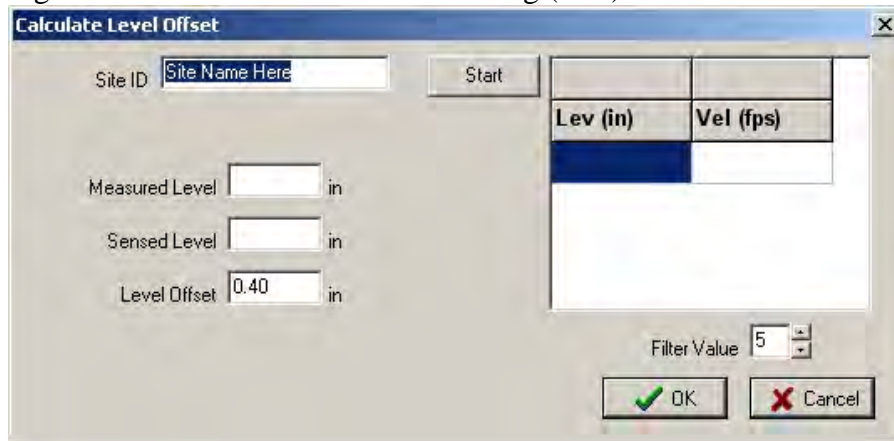 Calculate Level Offset
Site ID Site Name Here Start
Lev (in) Vel (fps)
Measured Level in
Sensed Level in
Level Offset 0.40 in
Filter Value 5
OK Cancel